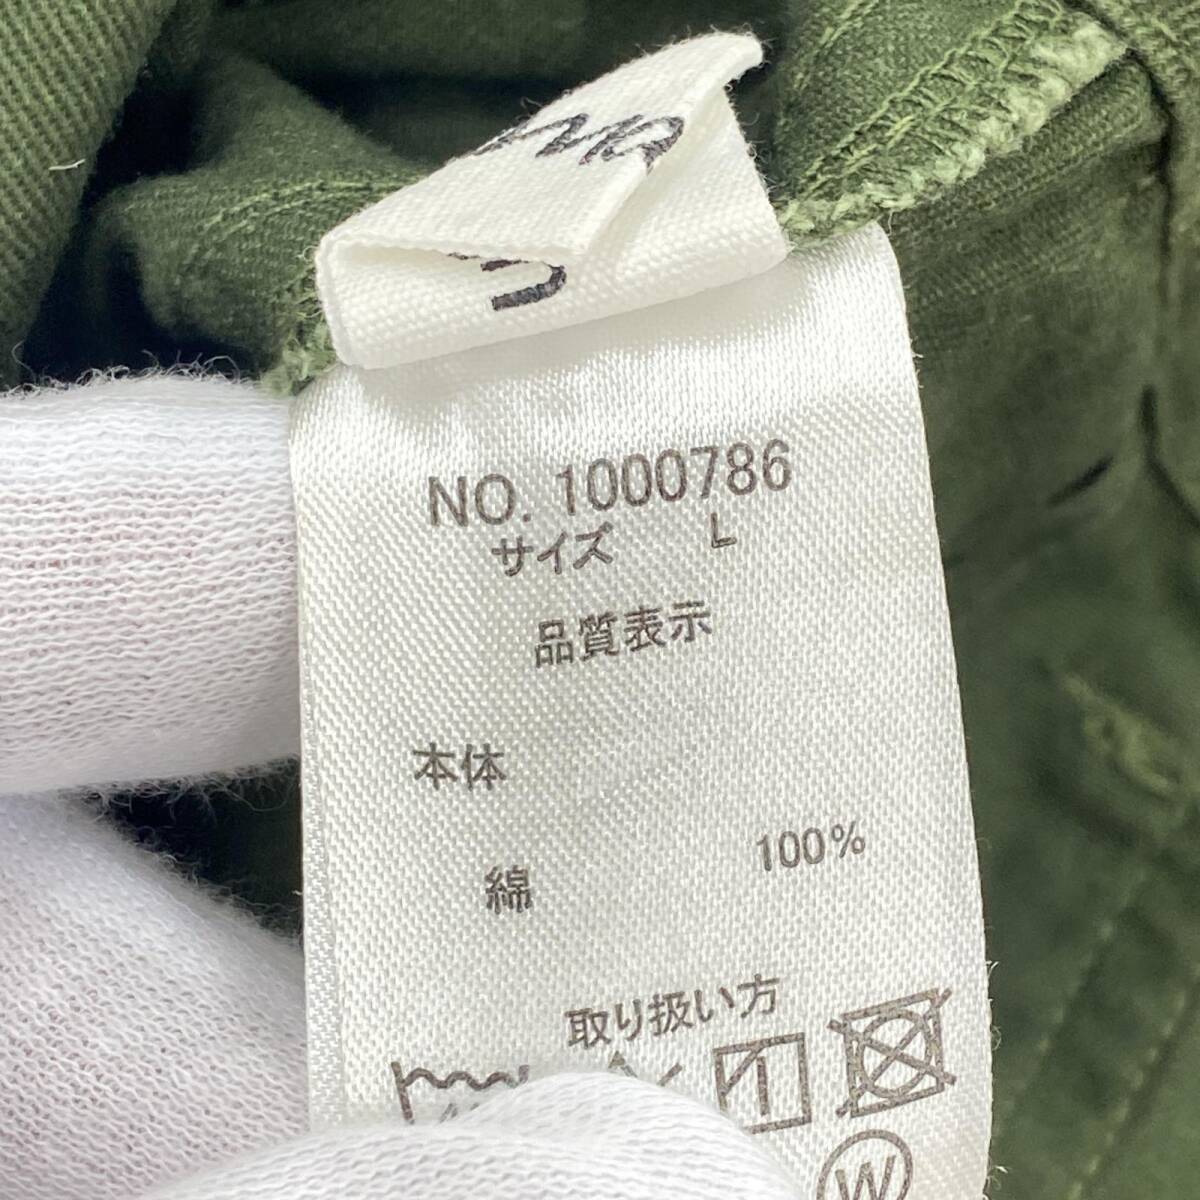 NO. 1000786
サイズ L
品質表示
本体
綿 100%
取り扱い方
W